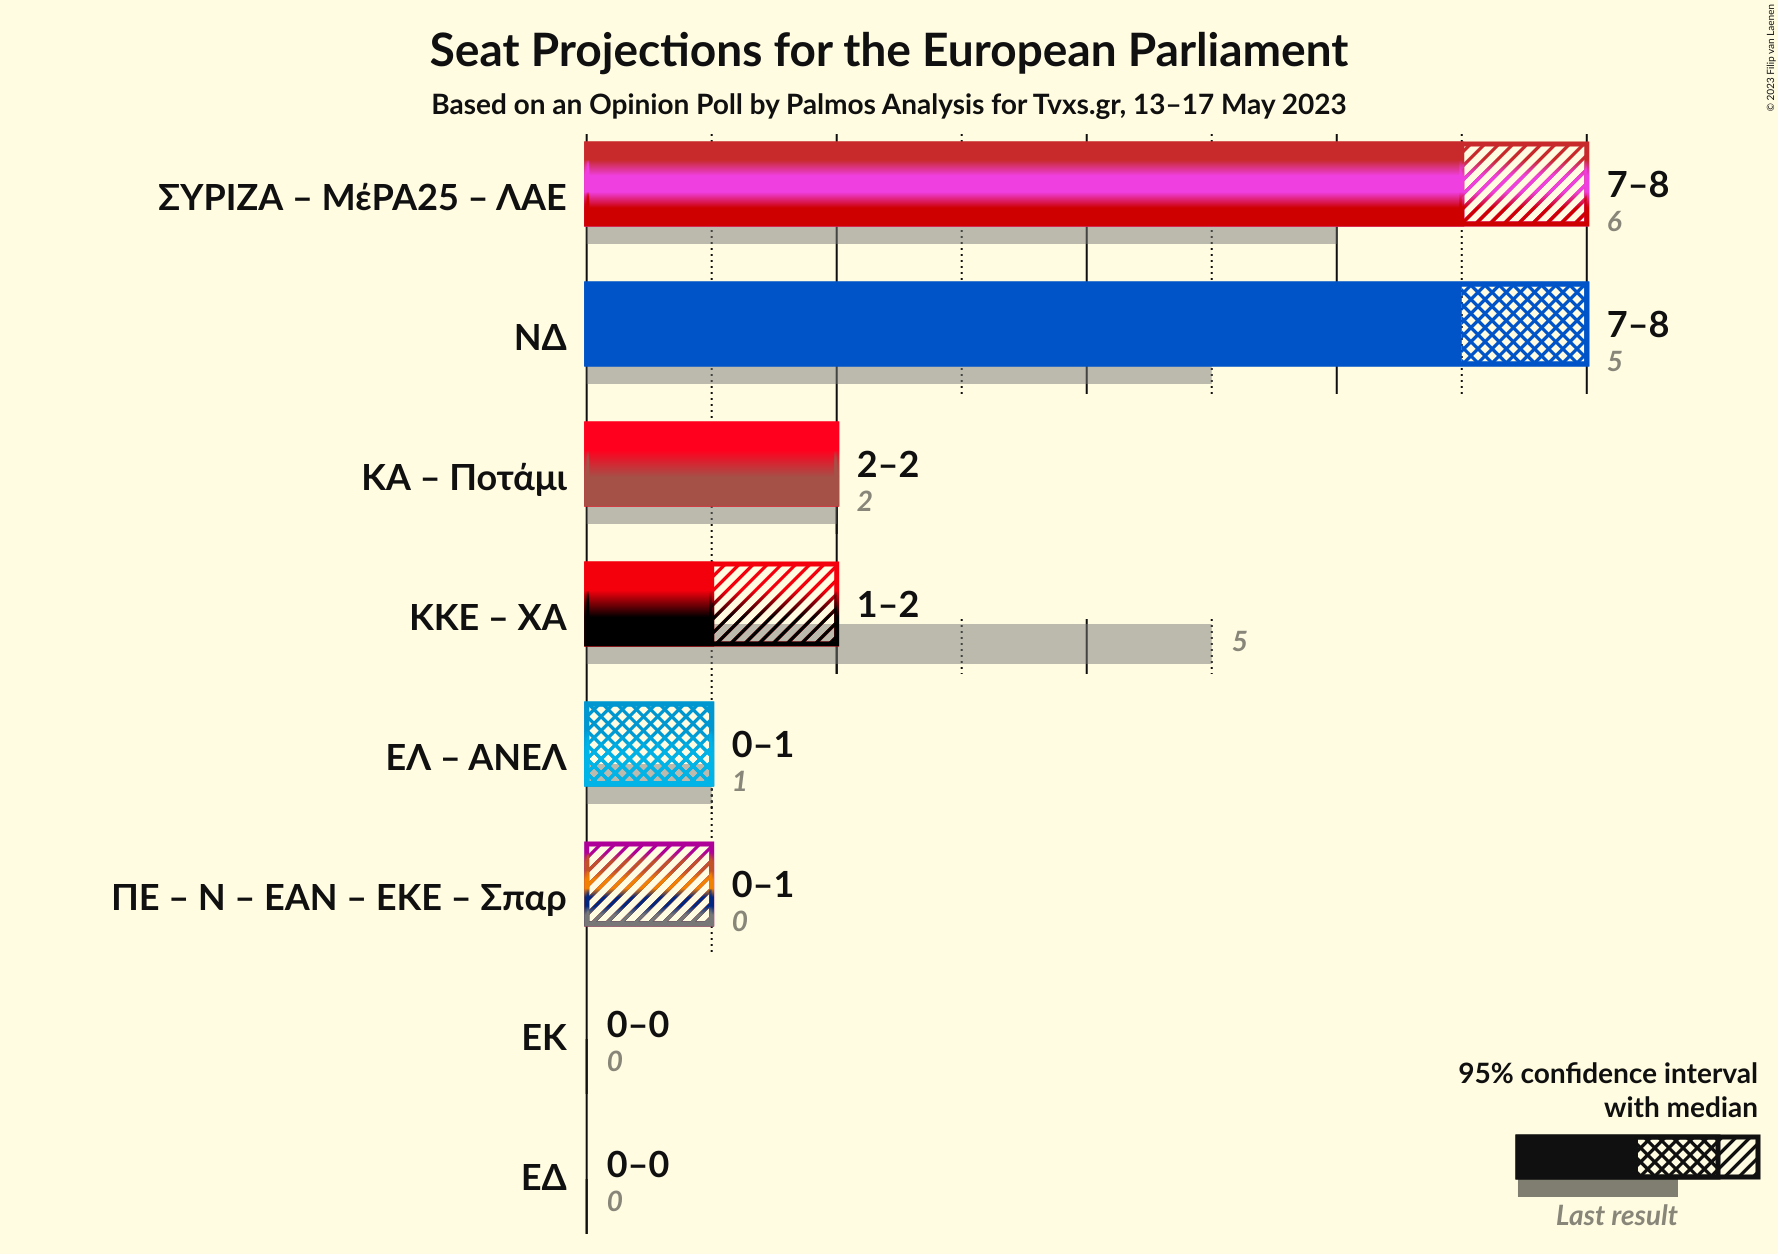 Seat Projections for the European Parliament
Based on an Opinion Poll by Palmos Analysis for Tvxs.gr, 13–17 May 2023
© 2023 Filip van Laenen
ΣΥΡΙΖΑ – ΜέΡΑ25 – ΛΑΕ
7–8
6
ΝΔ
7–8
5
ΚΑ – Ποτάμι
2–2
2
ΚΚΕ – ΧΑ
1–2
5
ΕΛ – ΑΝΕΛ
0–1
1
ΠΕ – Ν – ΕΑΝ – ΕΚΕ – Σπαρ
0–1
0
ΕΚ
0–0
0
ΕΔ
0–0
0
95% confidence interval
with median
Last result